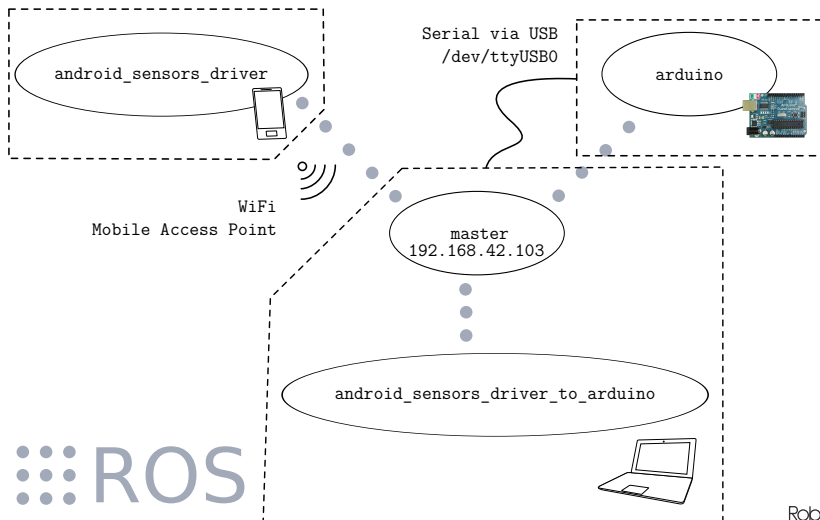 android_sensors_driver
Serial via USB
/dev/ttyUSB0
arduino
WiFi
Mobile Access Point
master
192.168.42.103
android_sensors_driver_to_arduino
ROS
Rob